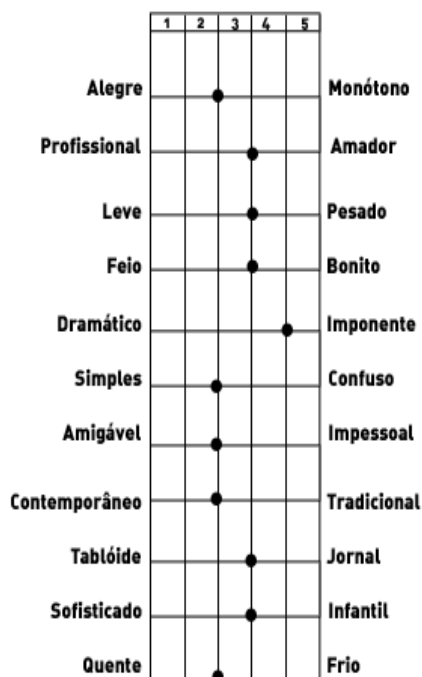 1 2 3 4 5
Alegre Monótono
Profissional Amador
Leve Pesado
Feio Bonito
Dramático Imponente
Simples Confuso
Amigável Impessoal
Contemporâneo Tradicional
Tablóide Jornal
Sofisticado Infantil
Quente Frio